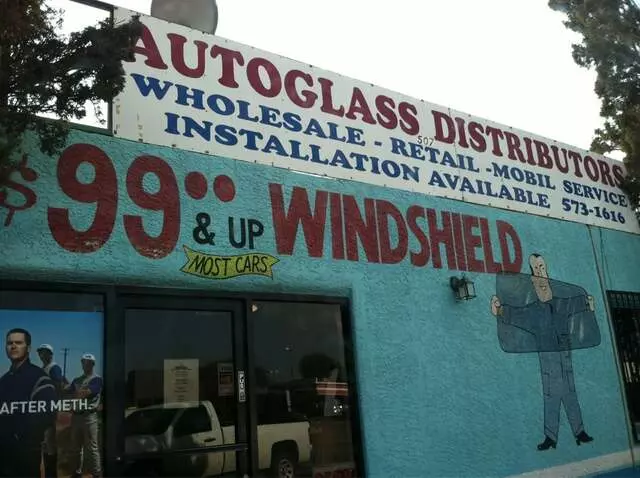 AUTOGLASS DISTRIBUTORS
507
WHOLESALE - RETAIL - MOBIL SERVICE
INSTALLATION AVAILABLE 573-1616
$99.00 & UP WINDSHIELD
MOST CARS
AFTER METH.
PUSH